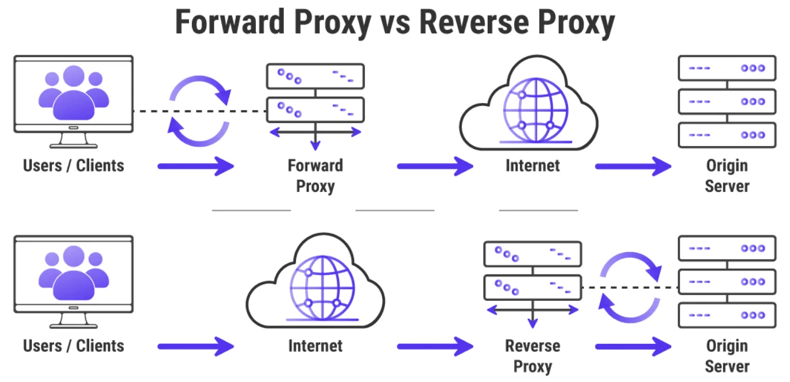 Forward Proxy vs Reverse Proxy
Users / Clients
Forward
Proxy
Internet
Origin
Server
Users / Clients
Internet
Reverse
Proxy
Origin
Server